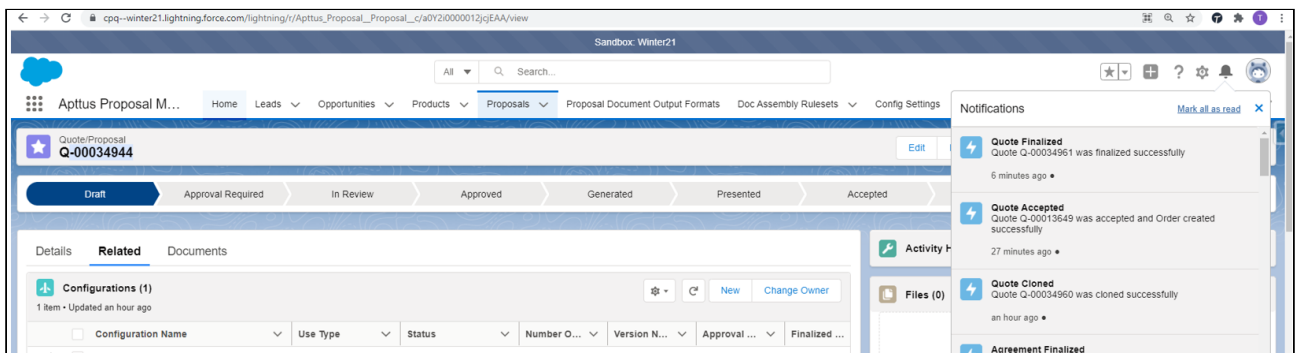 cpq--winter21.lightning.force.com/lightning/r/Apttus_Proposal__Proposal__c/a0Y2i0000012jcjEAA/view
T
Sandbox: Winter21
All Search...
Apttus Proposal M... Home Leads Opportunities Products Proposals Proposal Document Output Formats Doc Assembly Rulesets Config Settings
Notifications Mark all as read
Quote/Proposal
Q-00034944
Edit
Quote Finalized
Quote Q-00034961 was finalized successfully
6 minutes ago •
Draft Approval Required In Review Approved Generated Presented Accepted
Quote Accepted
Quote Q-00013649 was accepted and Order created
successfully
27 minutes ago •
Details Related Documents
Activity H
Configurations (1)
1 item • Updated an hour ago
New Change Owner
Files (0)
Quote Cloned
Quote Q-00034960 was cloned successfully
an hour ago •
Configuration Name Use Type Status Number O... Version N... Approval ... Finalized ...
Agreement Finalized